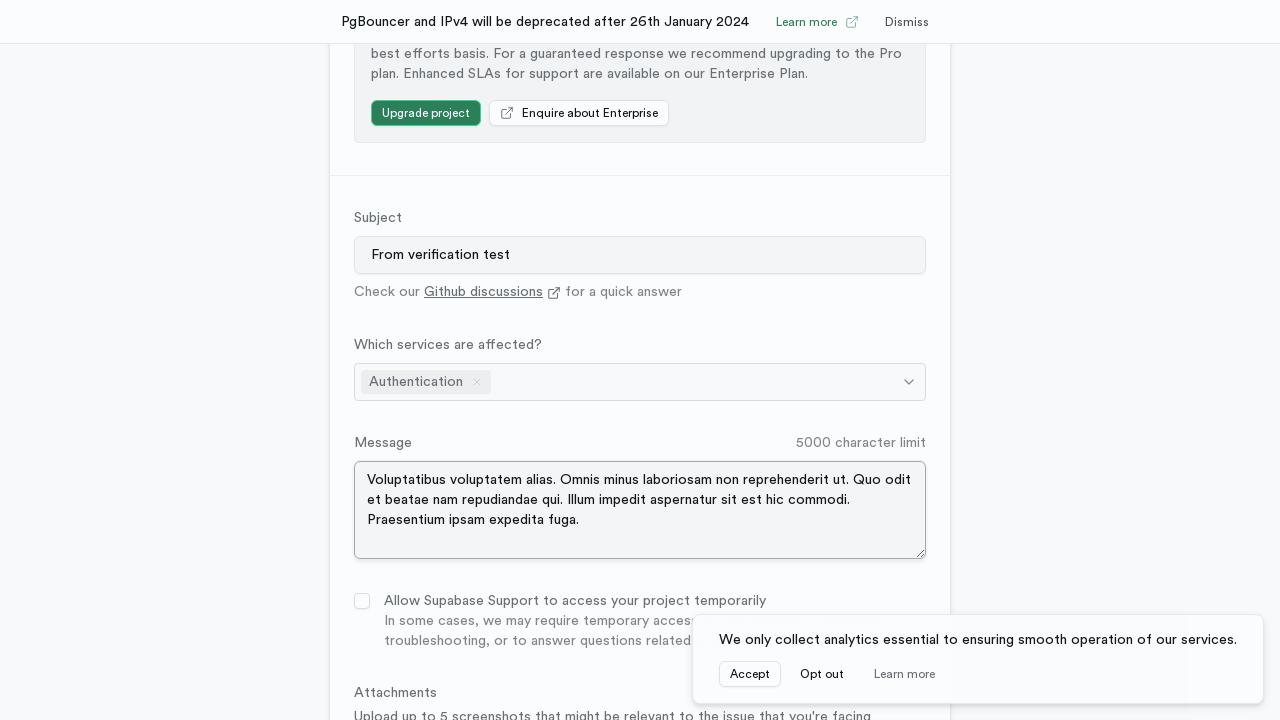 PgBouncer and IPv4 will be deprecated after 26th January 2024
Learn more
Dismiss
best efforts basis. For a guaranteed response we recommend upgrading to the Pro
plan. Enhanced SLAs for support are available on our Enterprise Plan.
Upgrade project
Enquire about Enterprise
Subject
From verification test
Check our Github discussions for a quick answer
Which services are affected?
Authentication
Message
5000 character limit
Voluptatibus voluptatem alias. Omnis minus laboriosam non reprehenderit ut. Quo odit
et beatae nam repudiandae qui. Illum impedit aspernatur sit est hic commodi.
Praesentium ipsam expedita fuga.
Allow Supabase Support to access your project temporarily
In some cases, we may require temporary access
troubleshooting, or to answer questions related
We only collect analytics essential to ensuring smooth operation of our services.
Accept
Opt out
Learn more
Attachments
Upload up to 5 screenshots that might be relevant to the issue that you're facing